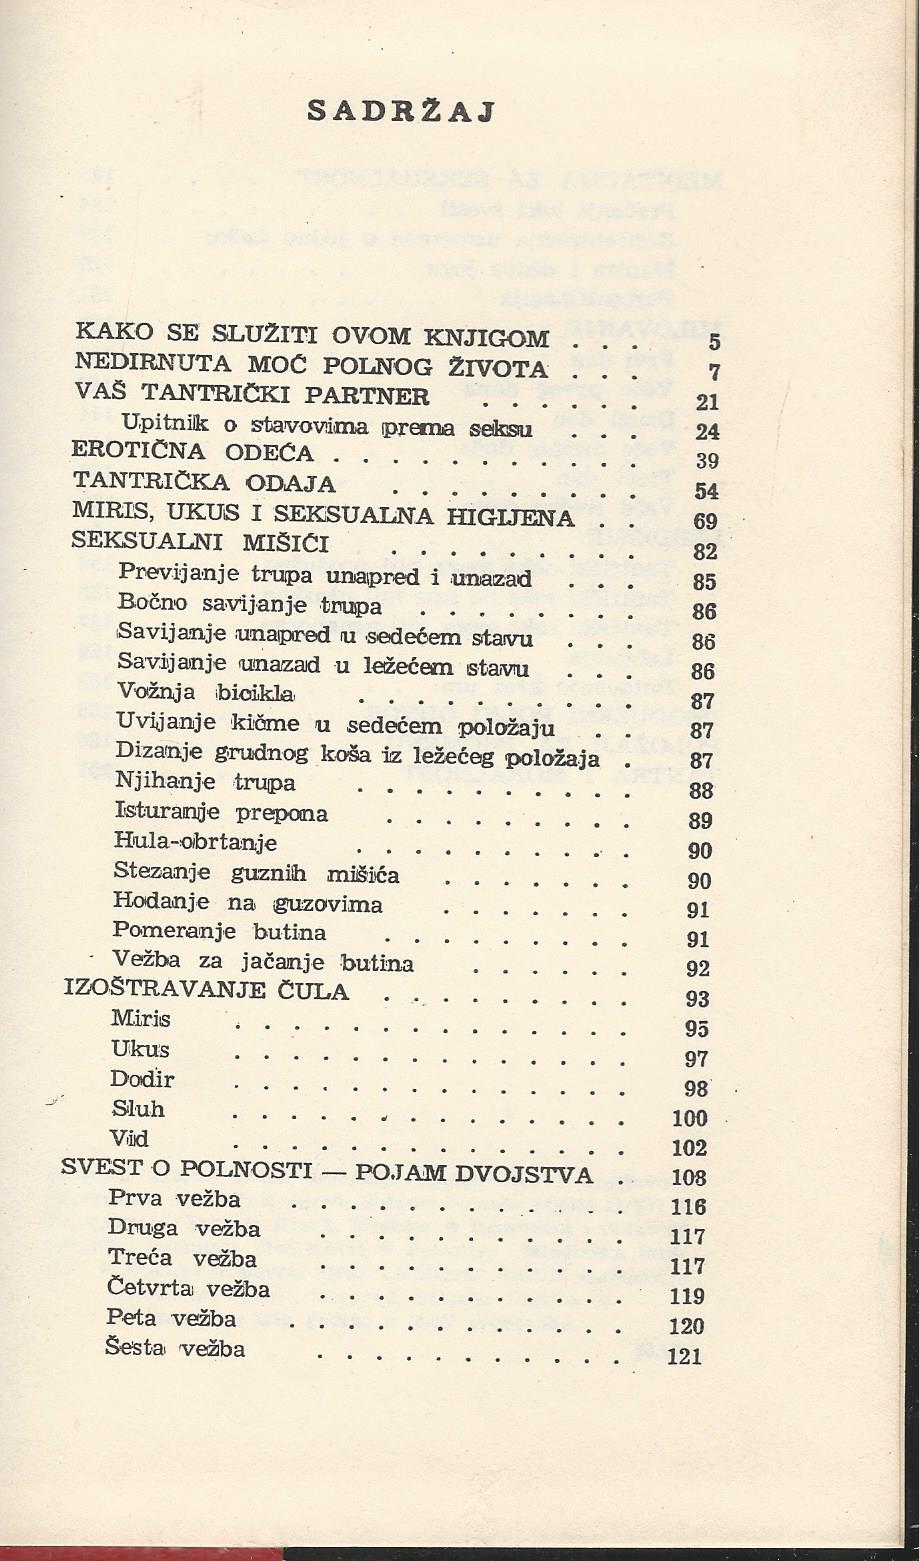 SADRŽAJ
KAKO SE SLUŽITI OVOM KNJIGOM . . . 5
NEDIRNUTA MOĆ POLNOG ŽIVOTA . . . 7
VAŠ TANTRIČKI PARTNER . . . . . . 21
Upitnik o stavovima prema seksu . . . 24
EROTIČNA ODEĆA . . . . . . . . . . . 39
TANTRIČKA ODAJA . . . . . . . . . 54
MIRIS, UKUS I SEKSUALNA HIGIJENA . . 69
SEKSUALNI MIŠIĆI . . . . . . . . . 82
Previjanje trupa unapred i unazad . . . 85
Bočno savijanje trupa . . . . . . . . 86
Savijanje unapred u sedećem stavu . . . 86
Savijanje unazad u ležećem stavu . . . 86
Vožnja bicikla . . . . . . . . . . 87
Uvijanje kičme u sedećem položaju . . 87
Dizanje grudnog koša iz ležećeg položaja . 87
Njihanje trupa . . . . . . . . . . 88
Isturanje prepona . . . . . . . . . 89
Hula-obrtanje . . . . . . . . . . 90
Stezanje guznih mišića . . . . . . . 90
Hodanje na guzovima . . . . . . . 91
Pomeranje butina . . . . . . . . . 91
Vežba za jačanje butina . . . . . . 92
IZOŠTRAVANJE ČULA . . . . . . . . . 93
Miris . . . . . . . . . . . . . . 95
Ukus . . . . . . . . . . . . . . 97
Dodir . . . . . . . . . . . . . . 98
Sluh . . . . . . . . . . . . . . 100
Vid . . . . . . . . . . . . . . 102
SVEST O POLNOSTI — POJAM DVOJSTVA . 108
Prva vežba . . . . . . . . . . . . 116
Druga vežba . . . . . . . . . . . 117
Treća vežba . . . . . . . . . . . 117
Četvrta vežba . . . . . . . . . . . 119
Peta vežba . . . . . . . . . . . . 120
Šesta vežba . . . . . . . . . . . 121